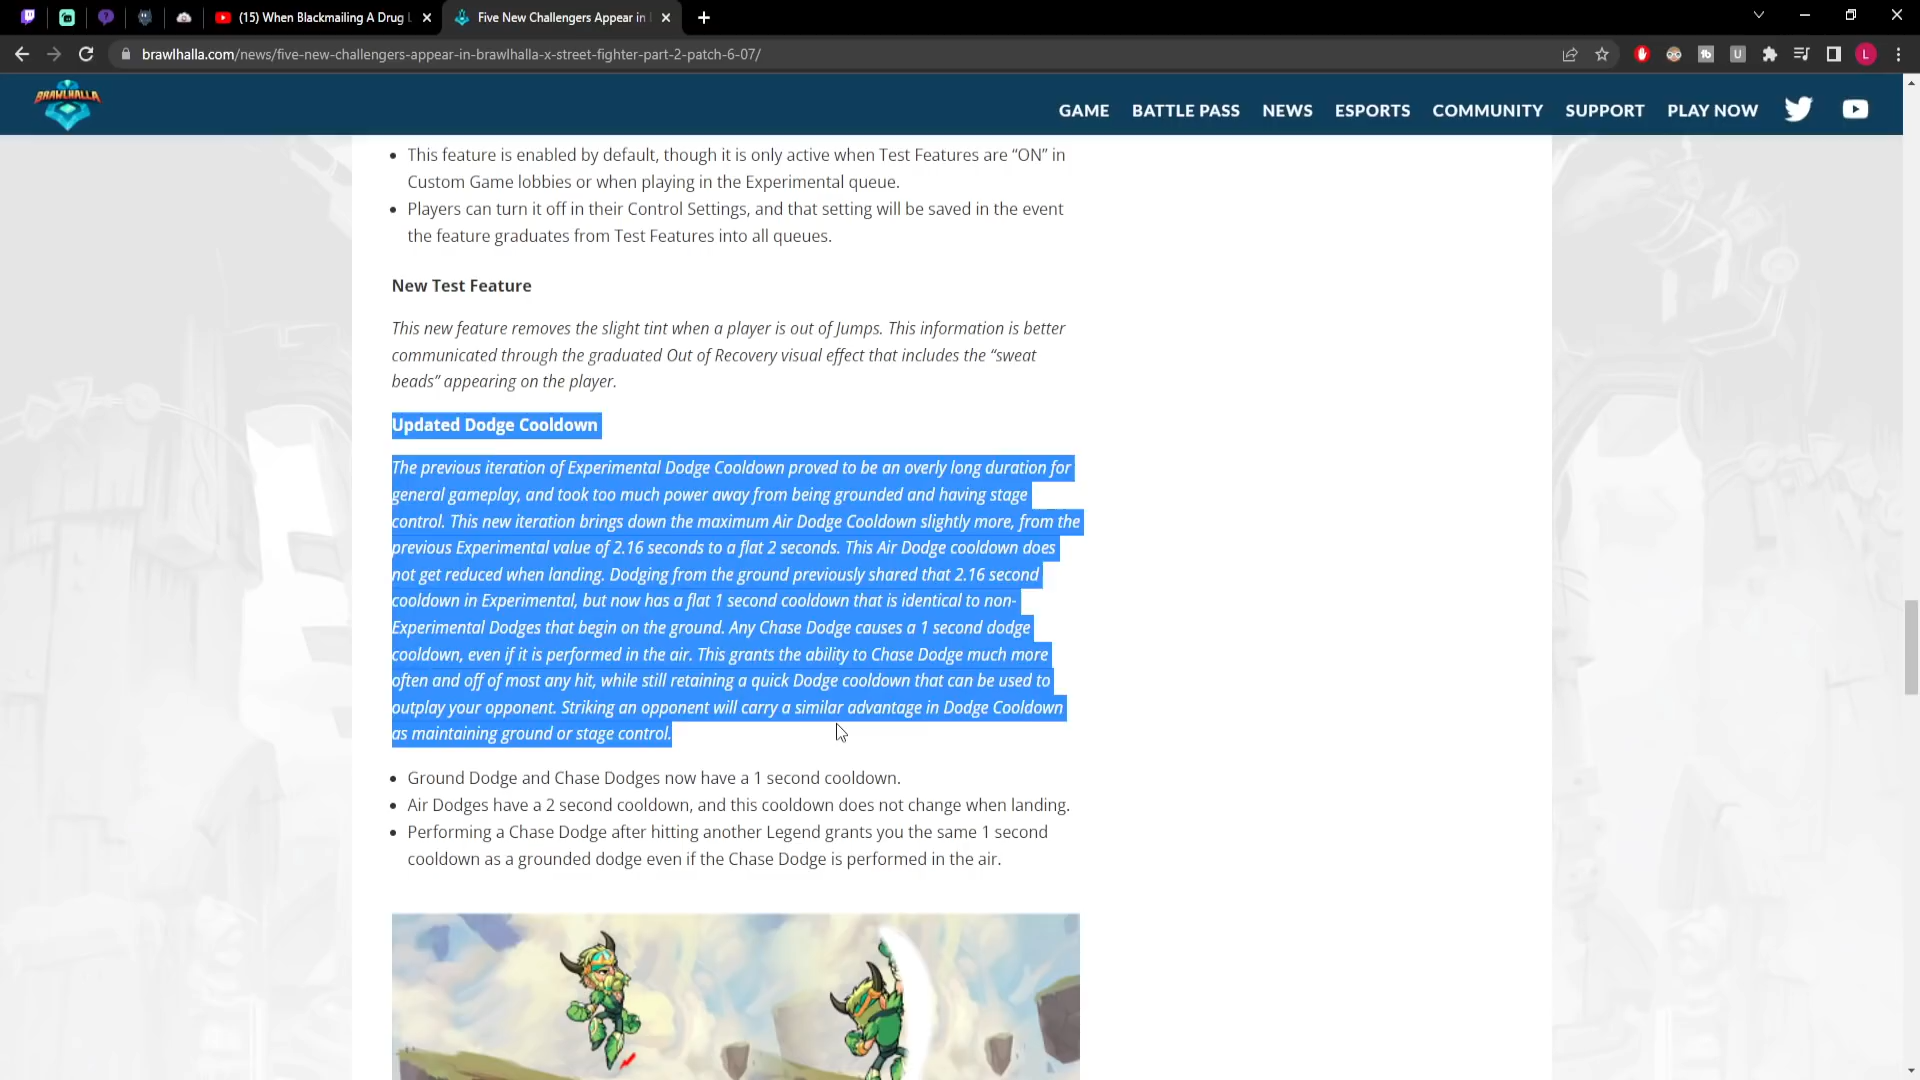 (15) When Blackmailing A Drug
Five New Challengers Appear in
brawlhalla.com/news/five-new-challengers-appear-in-brawlhalla-x-street-fighter-part-2-patch-6-07/
BRAWLHALLA
GAME BATTLE PASS NEWS ESPORTS COMMUNITY SUPPORT PLAY NOW
• This feature is enabled by default, though it is only active when Test Features are “ON” in
Custom Game lobbies or when playing in the Experimental queue.
• Players can turn it off in their Control Settings, and that setting will be saved in the event
the feature graduates from Test Features into all queues.
New Test Feature
This new feature removes the slight tint when a player is out of Jumps. This information is better
communicated through the graduated Out of Recovery visual effect that includes the “sweat
beads” appearing on the player.
Updated Dodge Cooldown
The previous iteration of Experimental Dodge Cooldown proved to be an overly long duration for
general gameplay, and took too much power away from being grounded and having stage
control. This new iteration brings down the maximum Air Dodge Cooldown slightly more, from the
previous Experimental value of 2.16 seconds to a flat 2 seconds. This Air Dodge cooldown does
not get reduced when landing. Dodging from the ground previously shared that 2.16 second
cooldown in Experimental, but now has a flat 1 second cooldown that is identical to non-
Experimental Dodges that begin on the ground. Any Chase Dodge causes a 1 second dodge
cooldown, even if it is performed in the air. This grants the ability to Chase Dodge much more
often and off of most any hit, while still retaining a quick Dodge cooldown that can be used to
outplay your opponent. Striking an opponent will carry a similar advantage in Dodge Cooldown
as maintaining ground or stage control.
• Ground Dodge and Chase Dodges now have a 1 second cooldown.
• Air Dodges have a 2 second cooldown, and this cooldown does not change when landing.
• Performing a Chase Dodge after hitting another Legend grants you the same 1 second
cooldown as a grounded dodge even if the Chase Dodge is performed in the air.